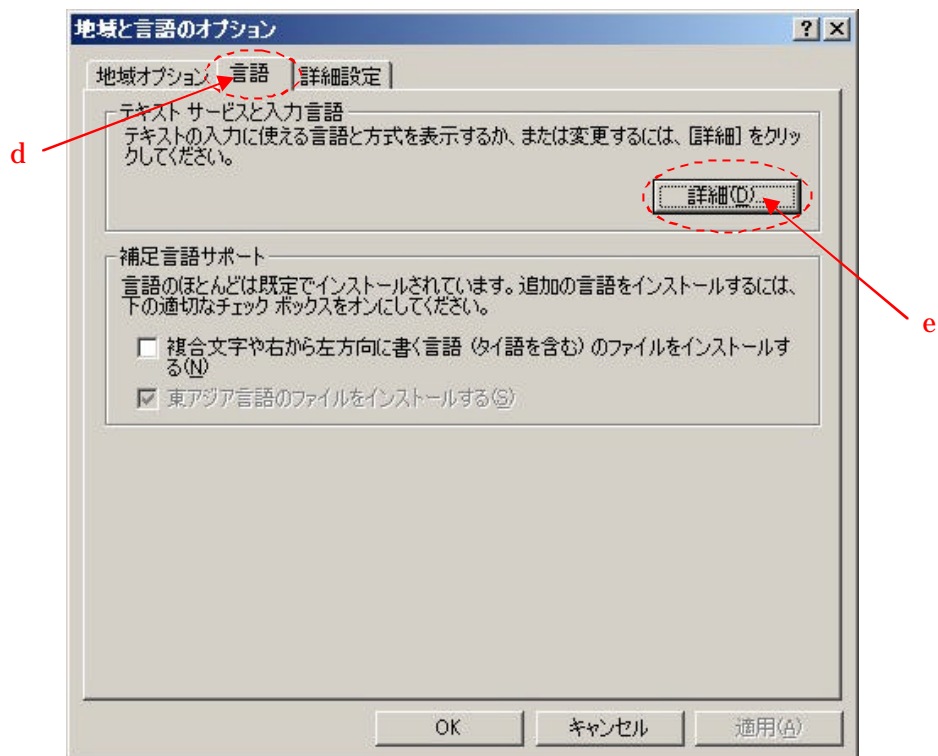 地域と言語のオプション
地域オプション 言語 詳細設定
d
テキスト サービスと入力言語
テキストの入力に使える言語と方式を表示するか、または変更するには、[詳細] をクリッ
クしてください。
詳細(D)...
補足言語サポート
言語のほとんどは既定でインストールされています。追加の言語をインストールするには、
下の適切なチェック ボックスをオンにしてください。
e
複合文字や右から左方向に書く言語 (タイ語を含む) のファイルをインストールす
る(N)
東アジア言語のファイルをインストールする(S)
OK キャンセル 適用(A)